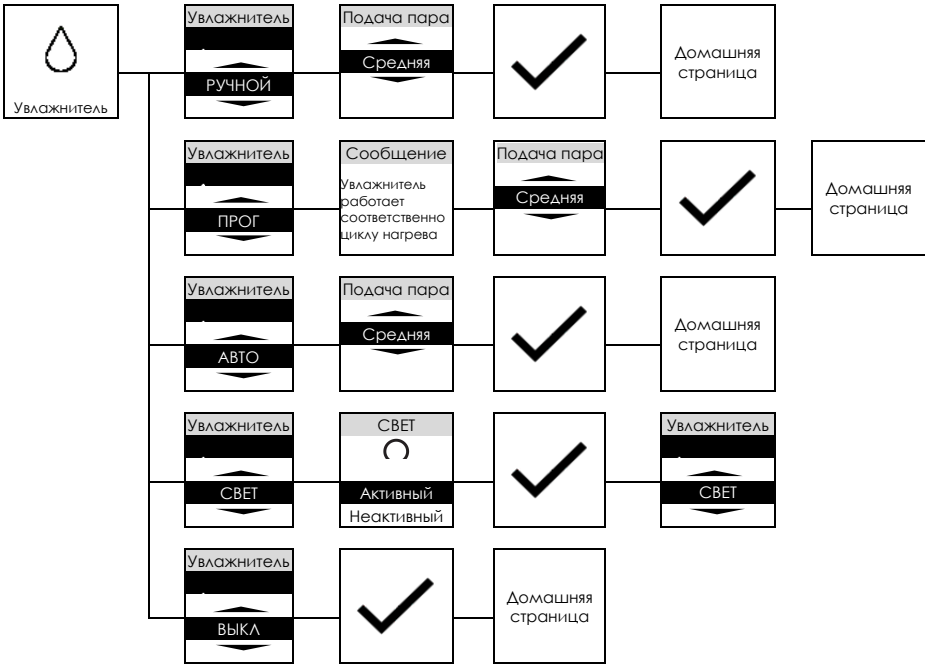 Увлажнитель
Увлажнитель
РУЧНОЙ
Подача пара
Средняя
Домашняя
страница
Увлажнитель
ПРОГ
Сообщение
Увлажнитель
работает
соответственно
циклу нагрева
Подача пара
Средняя
Домашняя
страница
Увлажнитель
АВТО
Подача пара
Средняя
Домашняя
страница
Увлажнитель
СВЕТ
СВЕТ
Активный
Неактивный
Увлажнитель
СВЕТ
Увлажнитель
ВЫКЛ
Домашняя
страница